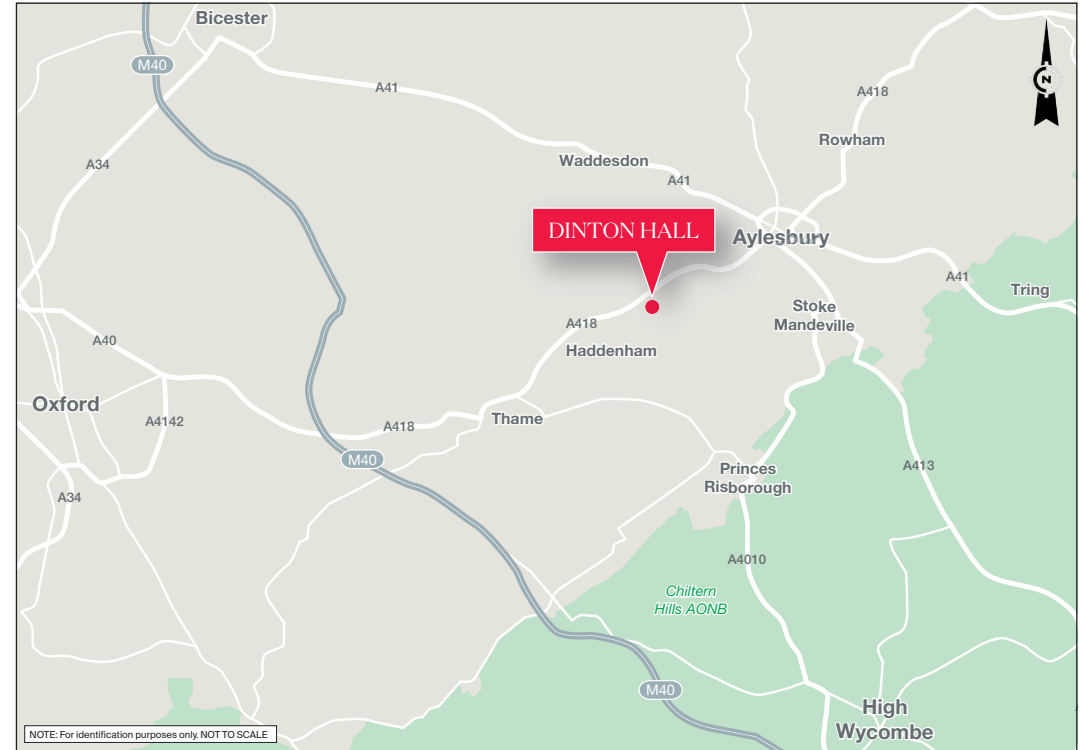 Bicester
M40
A41
A418
N
Rowham
A34
Waddesdon
A41
DINTON HALL
Aylesbury
A41
Tring
Stoke
Mandeville
A418
Haddenham
A40
Oxford
A4142
A418
Thame
M40
A34
Princes
Risborough
A413
A4010
Chiltern
Hills AONB
M40
High
Wycombe
NOTE: For identification purposes only. NOT TO SCALE